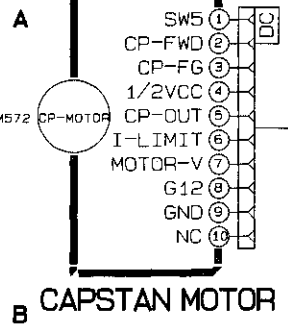 A
SW5 1
CP-FWD 2
CP-FG 3
1/2VCC 4
CP-OUT 5
I-LIMIT 6
MOTOR-V 7
G12 8
GND 9
NC 10
DC
M572 CP-MOTOR
B CAPSTAN MOTOR